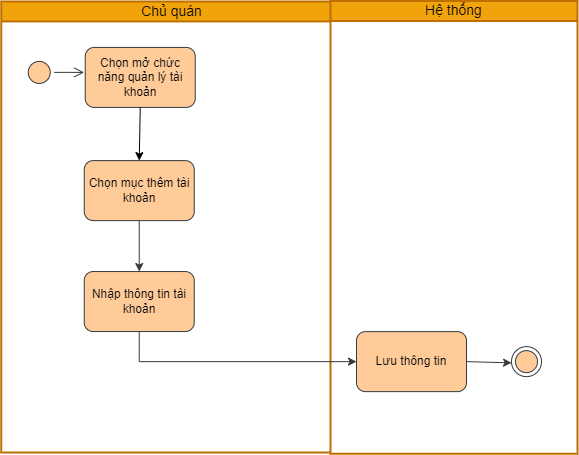 Chủ quán
Hệ thống
Chọn mở chức
năng quản lý tài
khoản
Chọn mục thêm tài
khoản
Nhập thông tin tài
khoản
Lưu thông tin